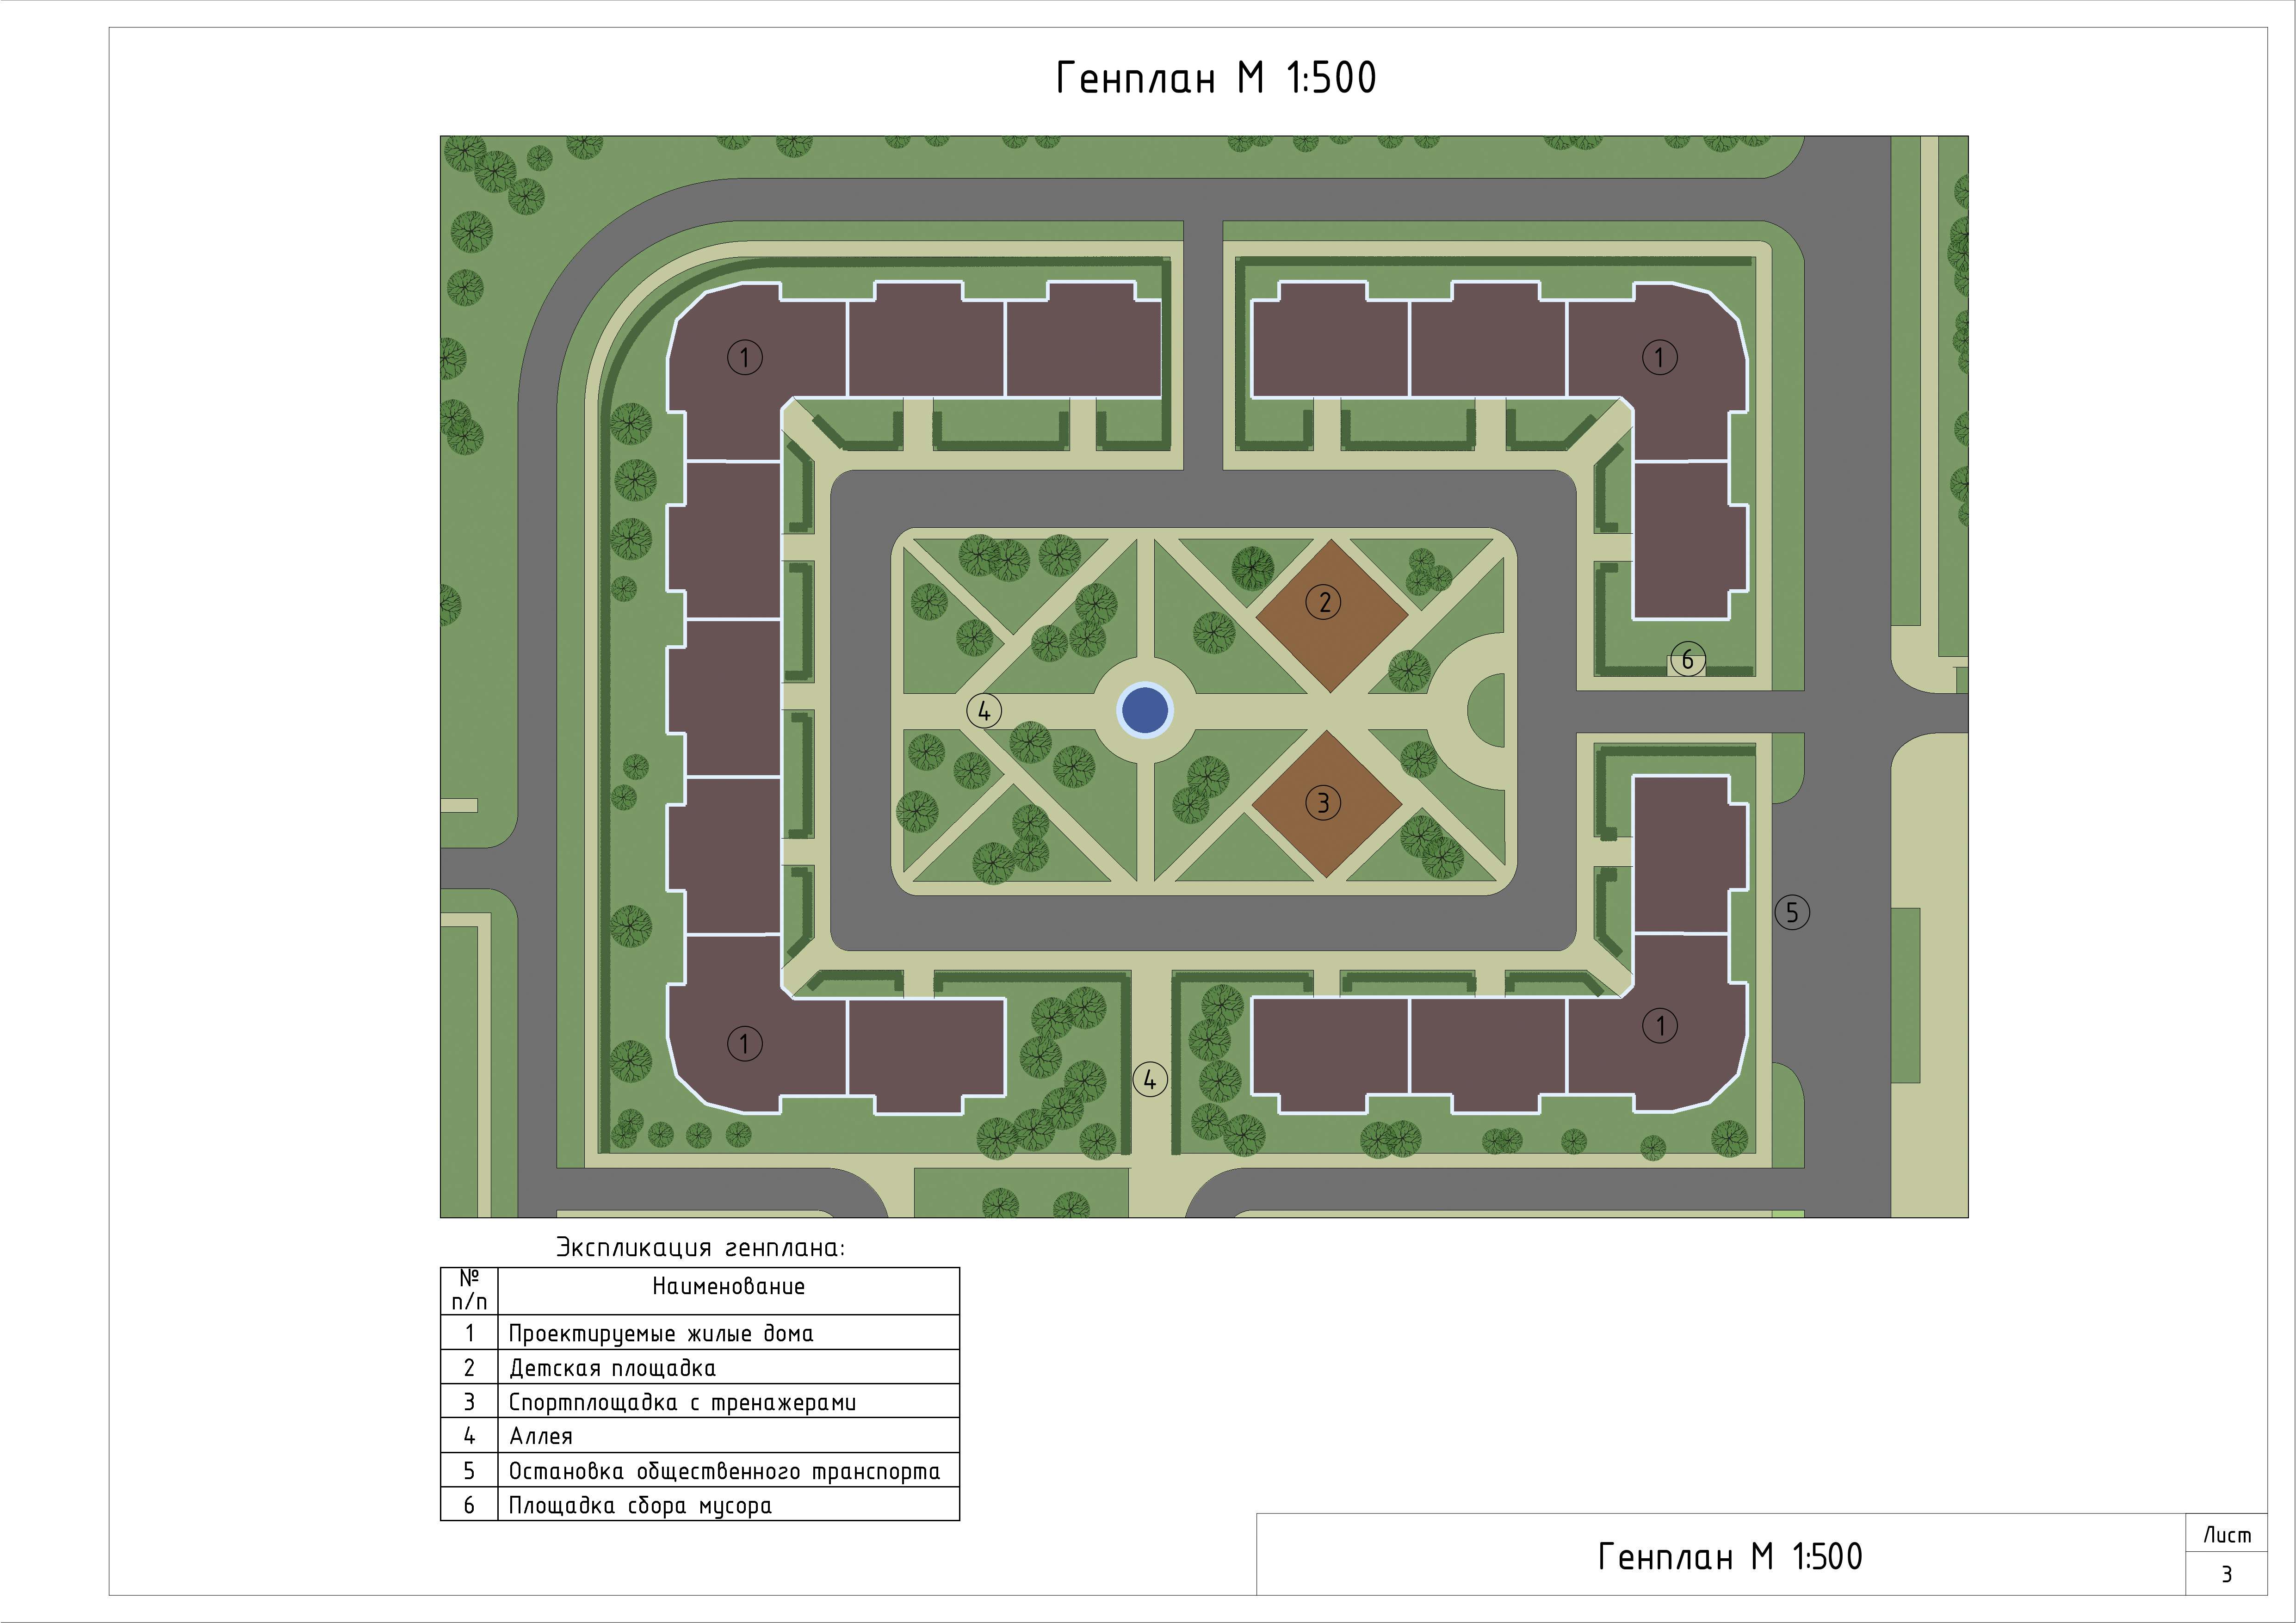 Генплан М 1:500
1
1
2
6
4
3
5
1
1
4
Экспликация генплана:
№ п/п
Наименование
1 Проектируемые жилые дома
2 Детская площадка
3 Спортплощадка с тренажерами
4 Аллея
5 Остановка общественного транспорта
6 Площадка сбора мусора
Генплан М 1:500
Лист
3